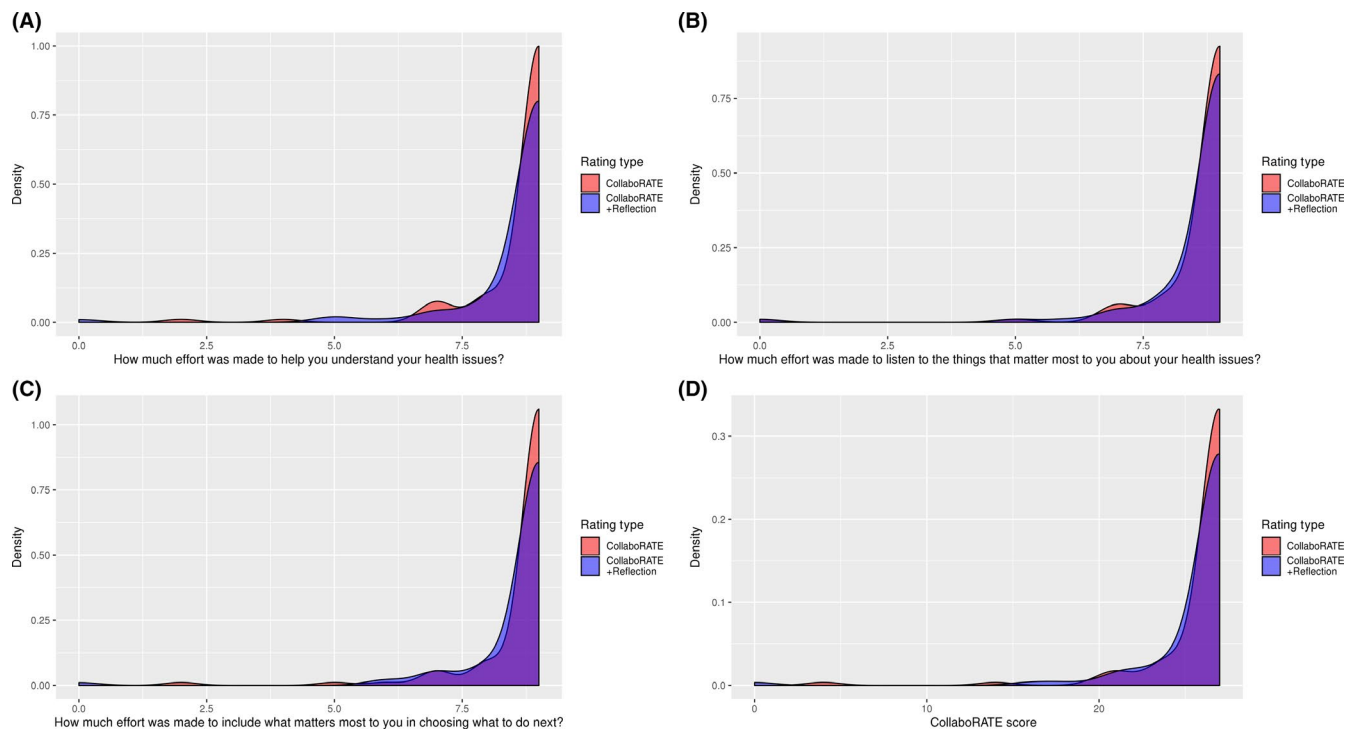 (A)
1.00
0.75
0.50
0.25
0.00
Density
0.0 2.5 5.0 7.5
How much effort was made to help you understand your health issues?
Rating type
CollaboRATE
CollaboRATE
+Reflection
(B)
0.75
0.50
0.25
0.00
Density
0.0 2.5 5.0 7.5
How much effort was made to listen to the things that matter most to you about your health issues?
Rating type
CollaboRATE
CollaboRATE
+Reflection
(C)
1.00
0.75
0.50
0.25
0.00
Density
0.0 2.5 5.0 7.5
How much effort was made to include what matters most to you in choosing what to do next?
Rating type
CollaboRATE
CollaboRATE
+Reflection
(D)
0.3
0.2
0.1
0.0
Density
0 10 20
CollaboRATE score
Rating type
CollaboRATE
CollaboRATE
+Reflection